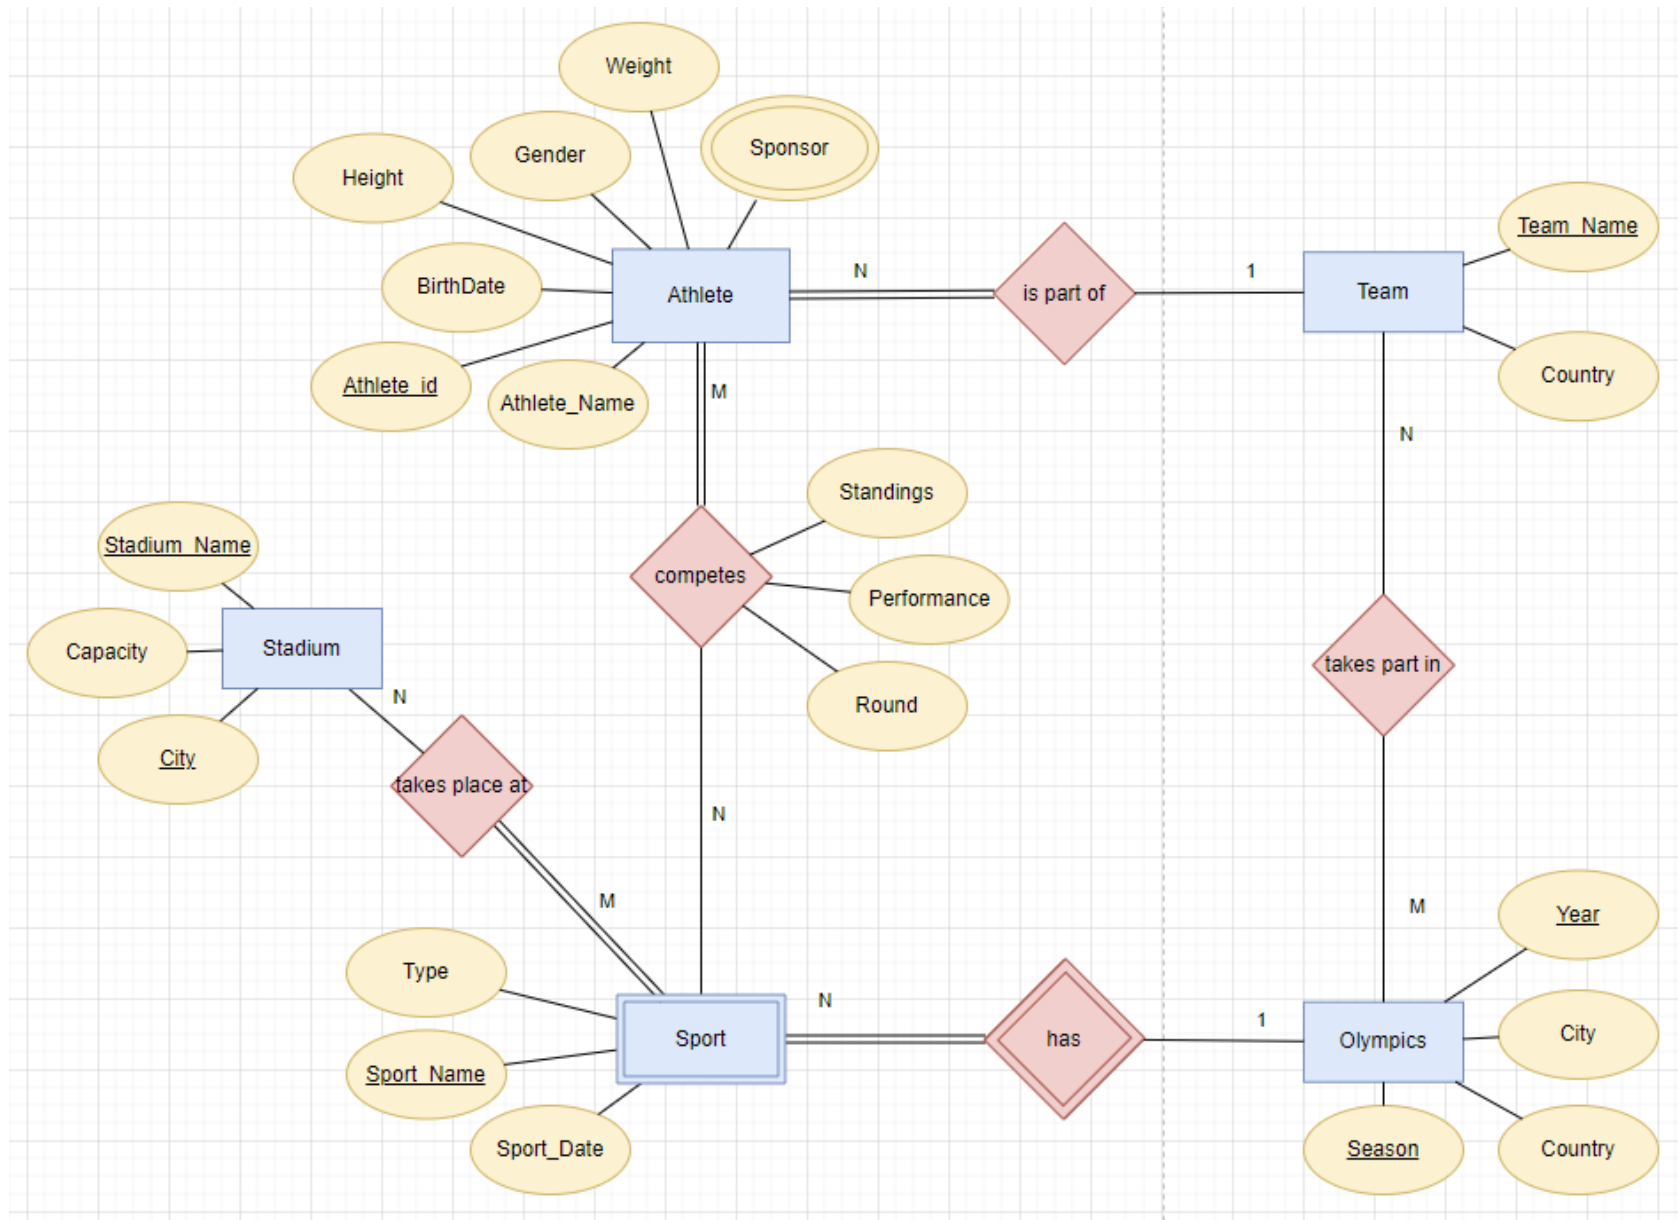 Weight
Sponsor
Gender
Height
Team_Name
BirthDate
Athlete
N
is part of
1
Team
Country
Athlete_id
Athlete_Name
M
N
Standings
Stadium_Name
competes
Performance
Stadium
Capacity
takes part in
N
Round
City
takes place at
N
M
M
Year
Type
N
1
City
Sport
has
Olympics
Sport_Name
Sport_Date
Season
Country